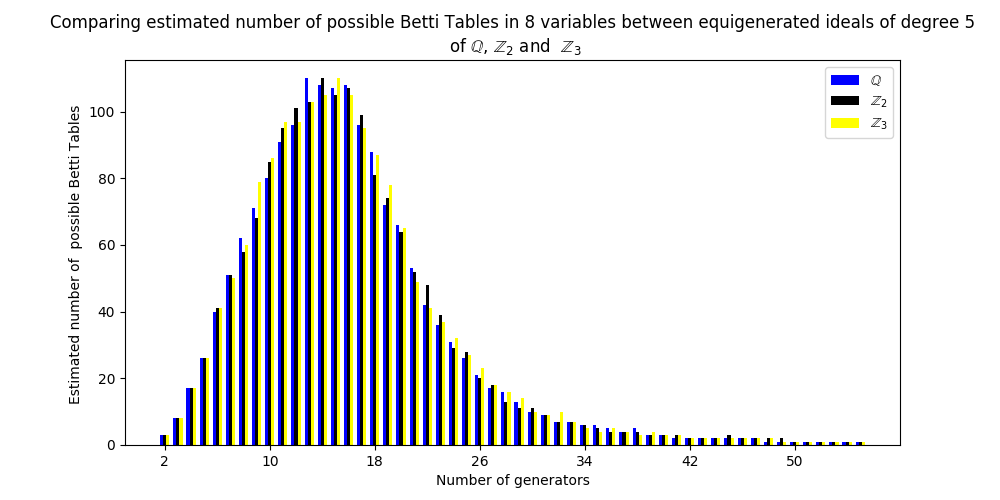 Comparing estimated number of possible Betti Tables in 8 variables between equigenerated ideals of degree 5
of ℚ, ℤ₂ and ℤ₃
ℚ
ℤ₂
ℤ₃
Estimated number of possible Betti Tables
100
80
60
40
20
0
2 10 18 26 34 42 50
Number of generators